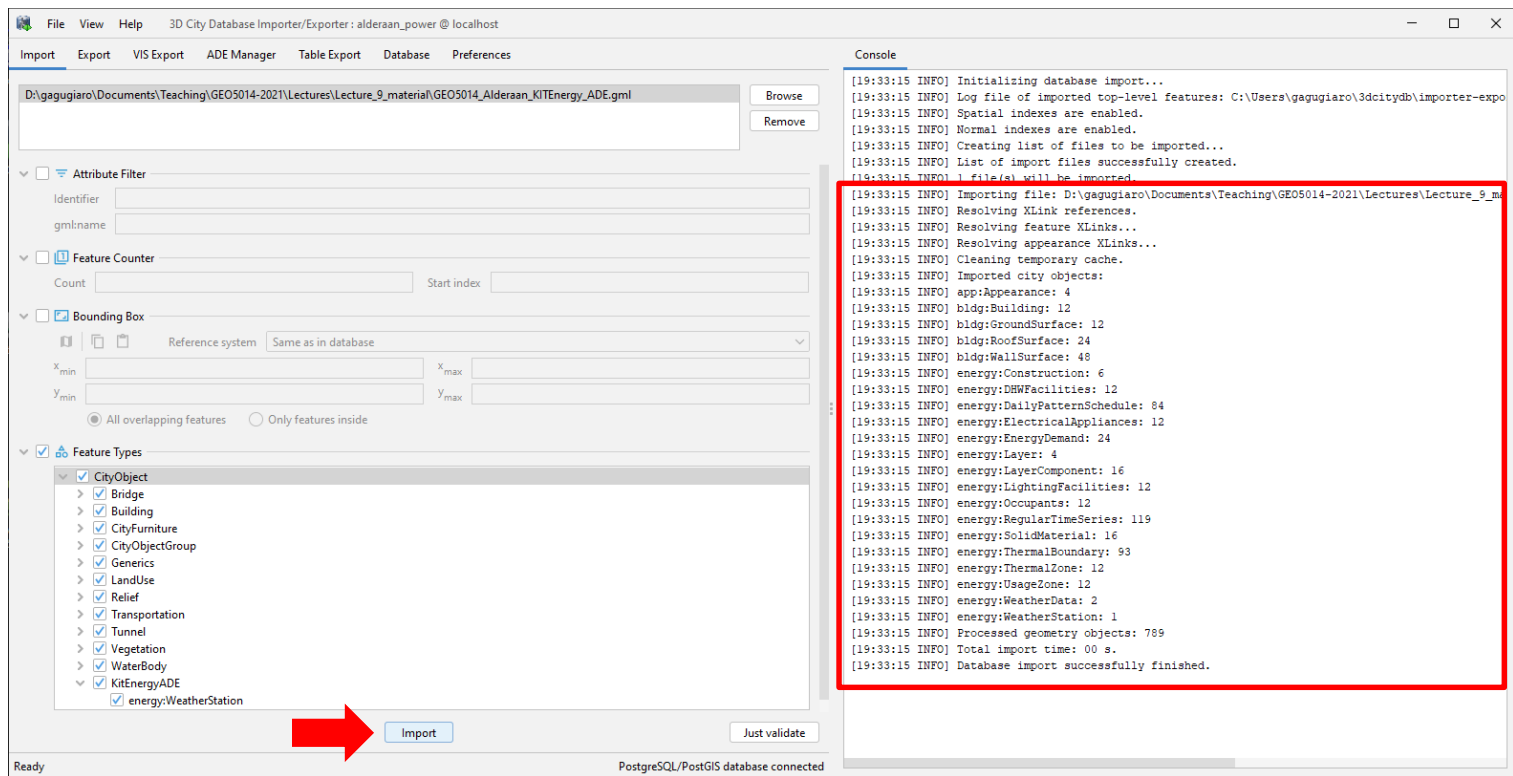 File View Help 3D City Database Importer/Exporter : alderaan_power @ localhost
Import Export VIS Export ADE Manager Table Export Database Preferences
D:\gagugiaro\Documents\Teaching\GEO5014-2021\Lectures\Lecture_9_material\GEO5014_Alderaan_KITEnergy_ADE.gml
Browse
Remove
Attribute Filter
Identifier
gml:name
Feature Counter
Count Start index
Bounding Box
Reference system Same as in database
xmin xmax
ymin ymax
All overlapping features Only features inside
Feature Types
CityObject
Bridge
Building
CityFurniture
CityObjectGroup
Generics
LandUse
Relief
Transportation
Tunnel
Vegetation
WaterBody
KitEnergyADE
energy:WeatherStation
Import Just validate
Ready PostgreSQL/PostGIS database connected
Console
[19:33:15 INFO] Initializing database import...
[19:33:15 INFO] Log file of imported top-level features: C:\Users\gagugiaro\3dcitydb\importer-expo
[19:33:15 INFO] Spatial indexes are enabled.
[19:33:15 INFO] Normal indexes are enabled.
[19:33:15 INFO] Creating list of files to be imported...
[19:33:15 INFO] List of import files successfully created.
[19:33:15 INFO] 1 file(s) will be imported.
[19:33:15 INFO] Importing file: D:\gagugiaro\Documents\Teaching\GEO5014-2021\Lectures\Lecture_9_ma
[19:33:15 INFO] Resolving XLink references.
[19:33:15 INFO] Resolving feature XLinks...
[19:33:15 INFO] Resolving appearance XLinks...
[19:33:15 INFO] Cleaning temporary cache.
[19:33:15 INFO] Imported city objects:
[19:33:15 INFO] app:Appearance: 4
[19:33:15 INFO] bldg:Building: 12
[19:33:15 INFO] bldg:GroundSurface: 12
[19:33:15 INFO] bldg:RoofSurface: 24
[19:33:15 INFO] bldg:WallSurface: 48
[19:33:15 INFO] energy:Construction: 6
[19:33:15 INFO] energy:DHWFacilities: 12
[19:33:15 INFO] energy:DailyPatternSchedule: 84
[19:33:15 INFO] energy:ElectricalAppliances: 12
[19:33:15 INFO] energy:EnergyDemand: 24
[19:33:15 INFO] energy:Layer: 4
[19:33:15 INFO] energy:LayerComponent: 16
[19:33:15 INFO] energy:LightingFacilities: 12
[19:33:15 INFO] energy:Occupants: 12
[19:33:15 INFO] energy:RegularTimeSeries: 119
[19:33:15 INFO] energy:SolidMaterial: 16
[19:33:15 INFO] energy:ThermalBoundary: 93
[19:33:15 INFO] energy:ThermalZone: 12
[19:33:15 INFO] energy:UsageZone: 12
[19:33:15 INFO] energy:WeatherData: 2
[19:33:15 INFO] energy:WeatherStation: 1
[19:33:15 INFO] Processed geometry objects: 789
[19:33:15 INFO] Total import time: 00 s.
[19:33:15 INFO] Database import successfully finished.